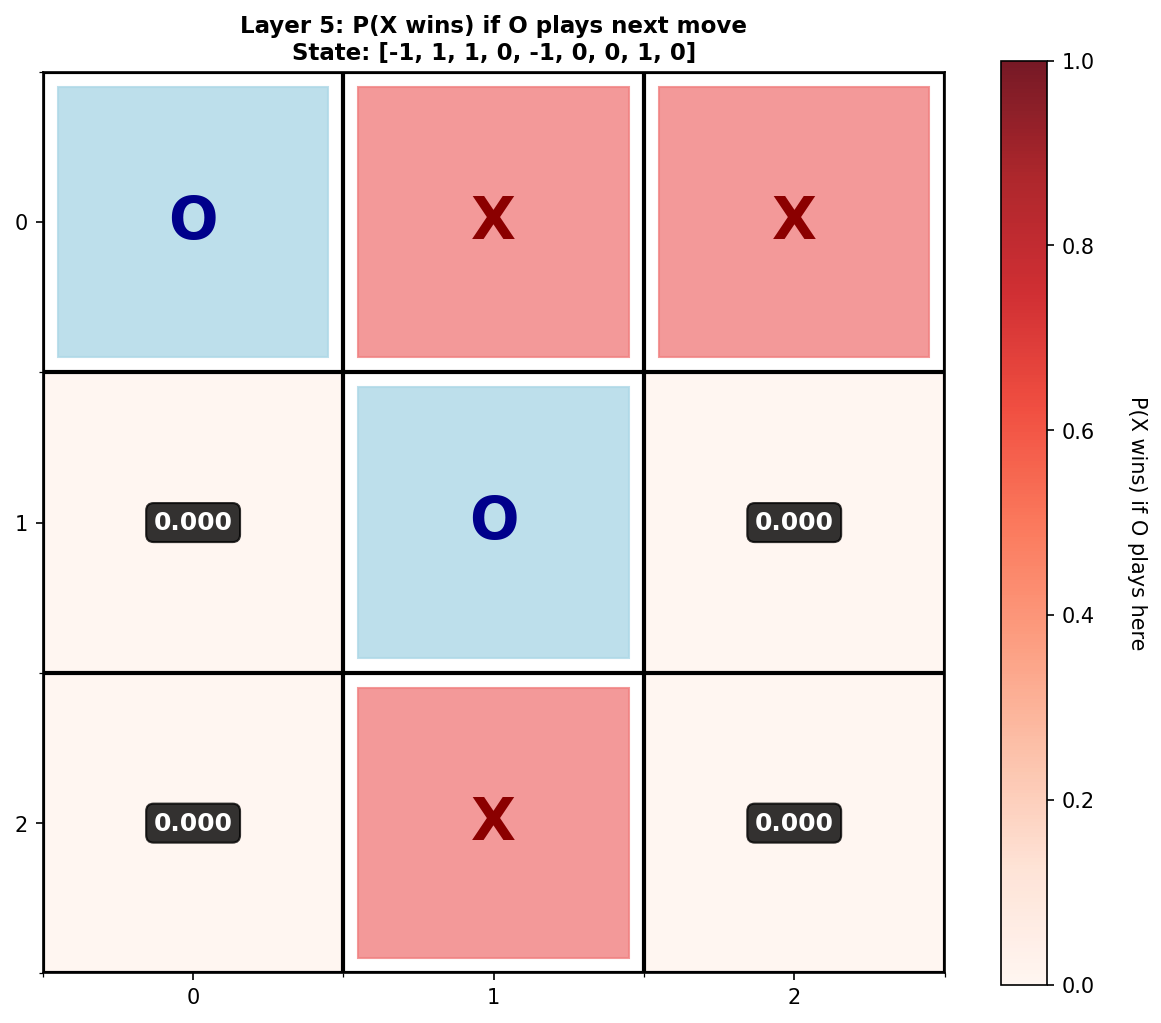 Layer 5: P(X wins) if O plays next move
State: [-1, 1, 1, 0, -1, 0, 0, 1, 0]
O X X
0.000 O 0.000
0.000 X 0.000
0
1
2
0 1 2
1.0
0.8
0.6
0.4
0.2
0.0
P(X wins) if O plays here